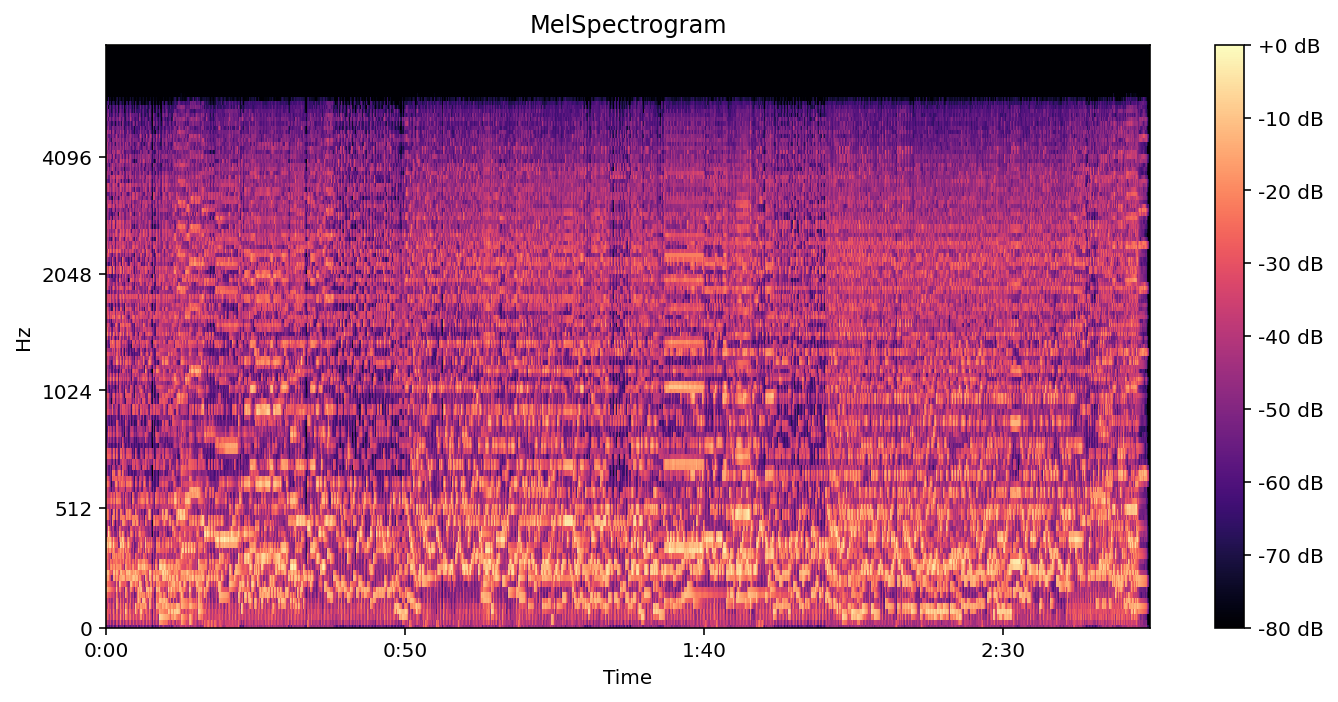 MelSpectrogram
+0 dB
-10 dB
-20 dB
-30 dB
-40 dB
-50 dB
-60 dB
-70 dB
-80 dB
4096
2048
1024
512
0
Hz
0:00
0:50
1:40
2:30
Time